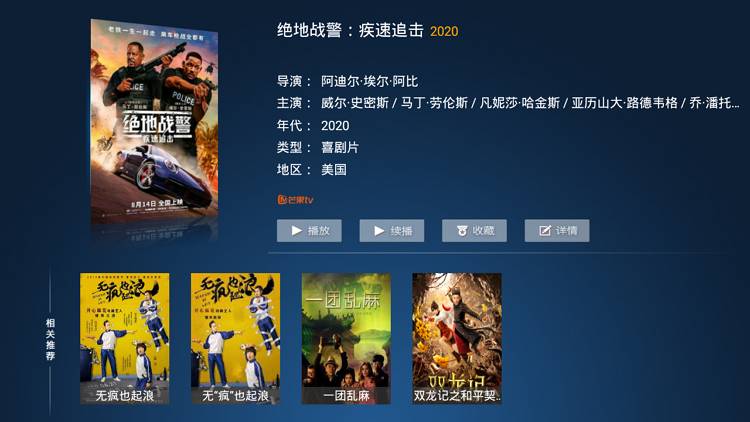 绝地战警：疾速追击 2020
导演： 阿迪尔·埃尔·阿比
主演： 威尔·史密斯 / 马丁·劳伦斯 / 凡妮莎·哈金斯 / 亚历山大·路德韦格 / 乔·潘托...
年代： 2020
类型： 喜剧片
地区： 美国
芒果tv
播放 续播 收藏 详情
老铁一生一起走 飙车枪战全都有
POLICE
POLICE
绝地战警
疾速追击
8月14日 全国上映
相关推荐
无疯也起浪
无疯也起浪
无疯也起浪
无“疯”也起浪
一团乱麻
一团乱麻
双龙记
双龙记之和平契..